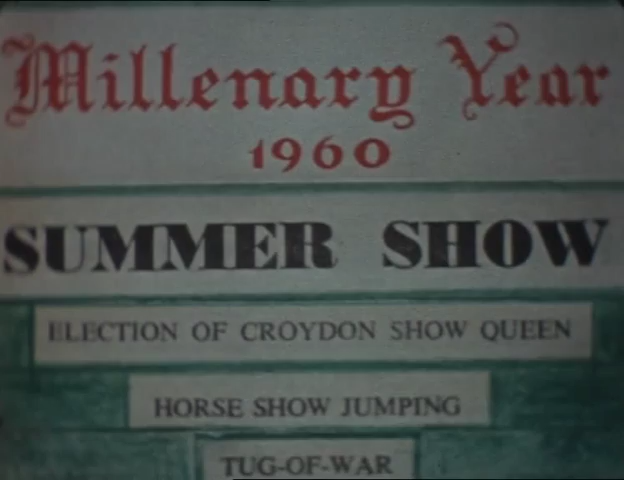 Millenary Year
1960
SUMMER SHOW
ELECTION OF CROYDON SHOW QUEEN
HORSE SHOW JUMPING
TUG-OF-WAR